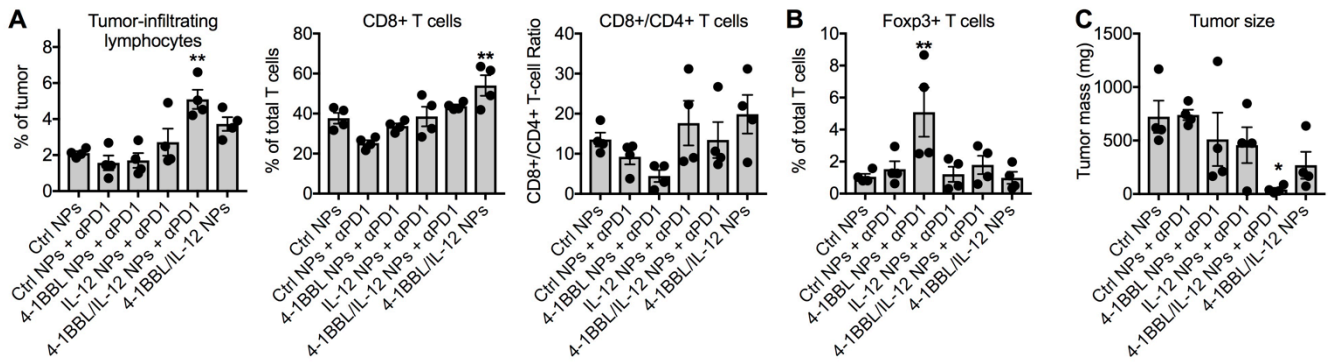 A
Tumor-infiltrating
lymphocytes
**
% of tumor
8
6
4
2
0
Ctrl NPs
Ctrl NPs + αPD1
4-1BBL NPs + αPD1
IL-12 NPs + αPD1
4-1BBL/IL-12 NPs + αPD1
4-1BBL/IL-12 NPs
CD8+ T cells
**
% of total T cells
80
60
40
20
0
Ctrl NPs
Ctrl NPs + αPD1
4-1BBL NPs + αPD1
IL-12 NPs + αPD1
4-1BBL/IL-12 NPs + αPD1
4-1BBL/IL-12 NPs
CD8+/CD4+ T cells
CD8+/CD4+ T-cell Ratio
40
30
20
10
0
Ctrl NPs
Ctrl NPs + αPD1
4-1BBL NPs + αPD1
IL-12 NPs + αPD1
4-1BBL/IL-12 NPs + αPD1
4-1BBL/IL-12 NPs
B
Foxp3+ T cells
**
% of total T cells
10
8
6
4
2
0
Ctrl NPs
Ctrl NPs + αPD1
4-1BBL NPs + αPD1
IL-12 NPs + αPD1
4-1BBL/IL-12 NPs + αPD1
4-1BBL/IL-12 NPs
C
Tumor size
*
Tumor mass (mg)
1500
1000
500
0
Ctrl NPs
Ctrl NPs + αPD1
4-1BBL NPs + αPD1
IL-12 NPs + αPD1
4-1BBL/IL-12 NPs + αPD1
4-1BBL/IL-12 NPs